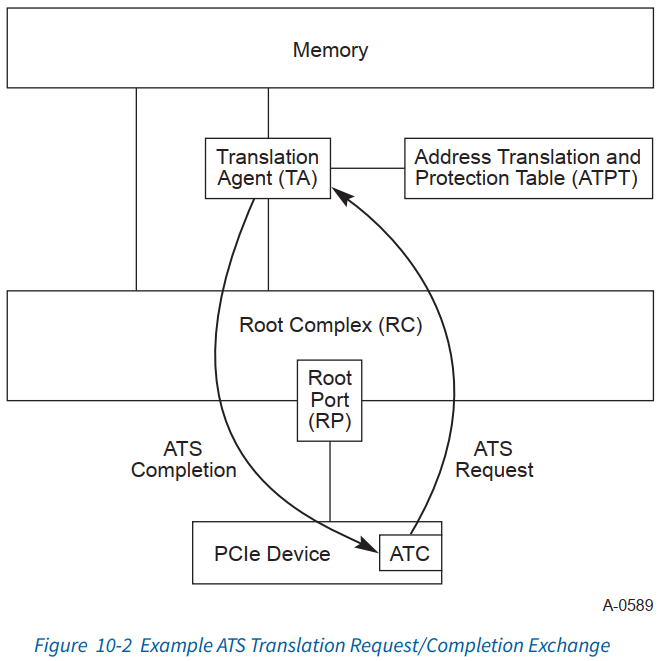 Memory
Translation
Agent (TA)
Address Translation and
Protection Table (ATPT)
Root Complex (RC)
Root
Port
(RP)
ATS
Completion
ATS
Request
PCIe Device
ATC
A-0589
Figure 10-2 Example ATS Translation Request/Completion Exchange